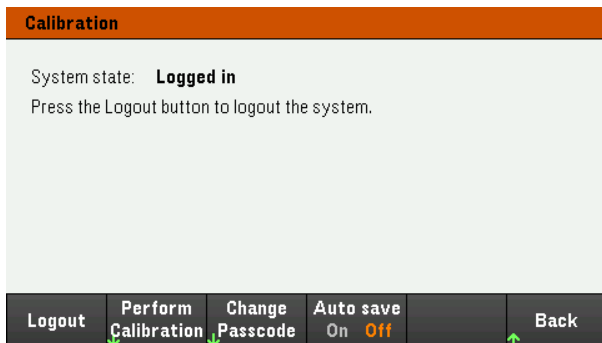 Calibration
System state: Logged in
Press the Logout button to logout the system.
Logout Perform Calibration Change Passcode Auto save On Off Back